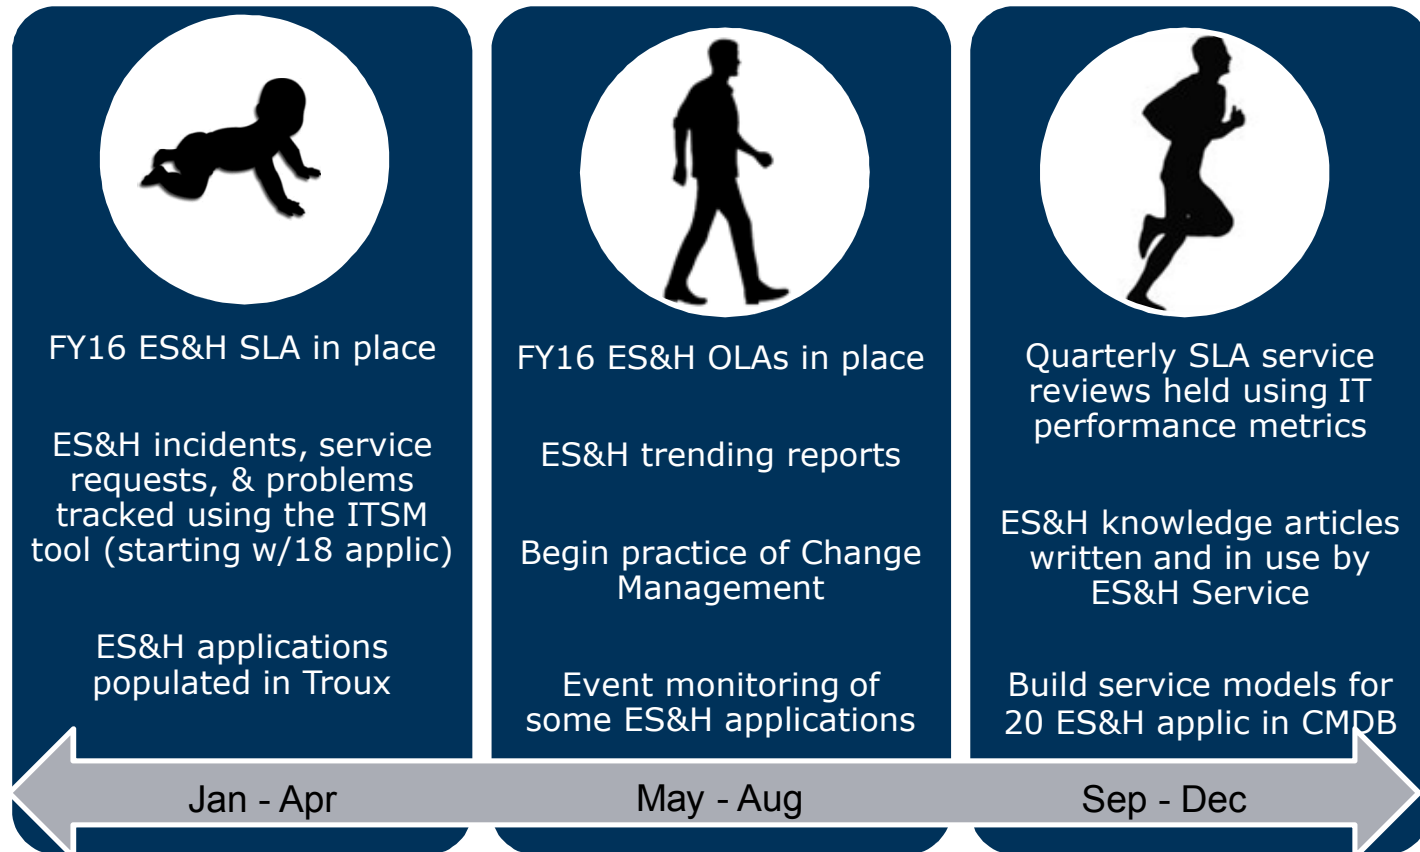 FY16 ES&H SLA in place
ES&H incidents, service
requests, & problems
tracked using the ITSM
tool (starting w/18 applic)
ES&H applications
populated in Troux
FY16 ES&H OLAs in place
ES&H trending reports
Begin practice of Change
Management
Event monitoring of
some ES&H applications
Quarterly SLA service
reviews held using IT
performance metrics
ES&H knowledge articles
written and in use by
ES&H Service
Build service models for
20 ES&H applic in CMDB
Jan - Apr
May - Aug
Sep - Dec